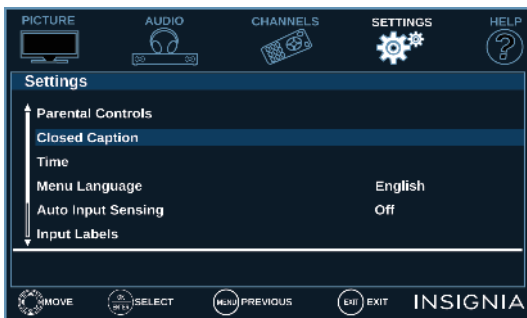 PICTURE AUDIO CHANNELS SETTINGS HELP
Settings
Parental Controls
Closed Caption
Time
Menu Language English
Auto Input Sensing Off
Input Labels
MOVE OK ENTER SELECT MENU PREVIOUS EXIT EXIT INSIGNIA